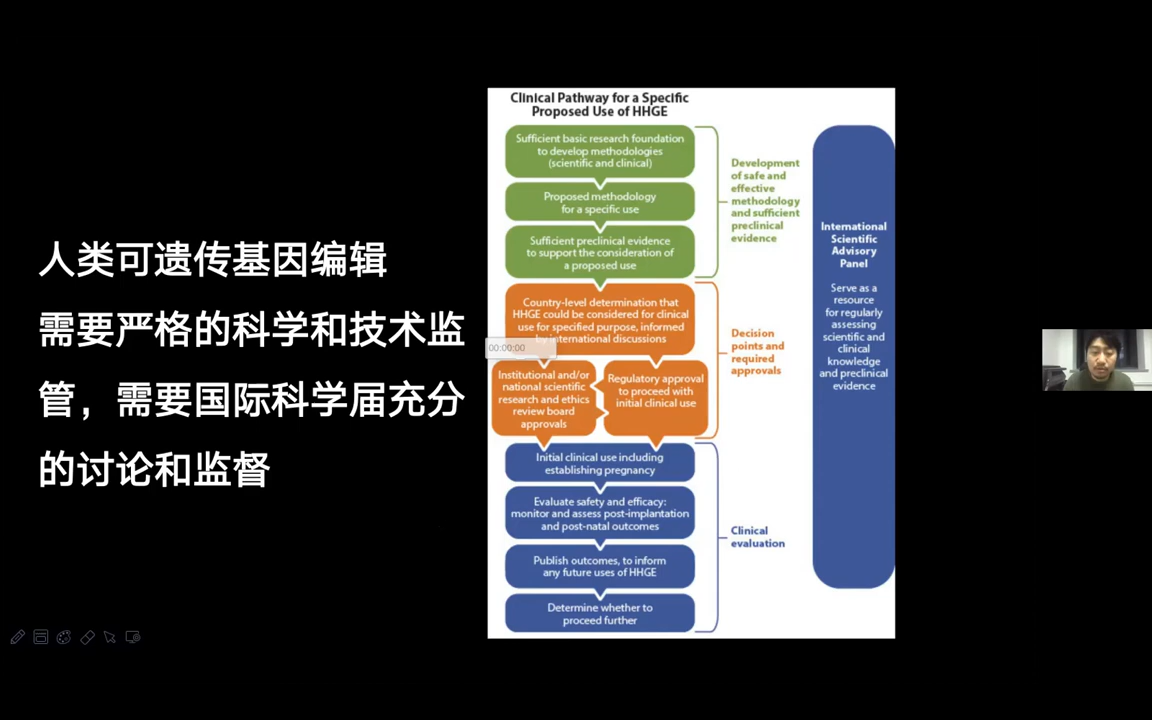 人类可遗传基因编辑
需要严格的科学和技术监
管，需要国际科学届充分
的讨论和监督
Clinical Pathway for a Specific
Proposed Use of HHGE
Sufficient basic research foundation
to develop methodologies
(scientific and clinical)
Proposed methodology
for a specific use
Sufficient preclinical evidence
to support the consideration of
a proposed use
Development
of safe and
effective
methodology
and sufficient
preclinical
evidence
Country-level determination that
HHGE could be considered for clinical
use for specified purpose, informed
by international discussions
00:00:00
Institutional and/or
national scientific
research and ethics
review board
approvals
Regulatory approval
to proceed with
initial clinical use
Decision
points and
required
approvals
Initial clinical use including
establishing pregnancy
Evaluate safety and efficacy:
monitor and assess post-implantation
and post-natal outcomes
Publish outcomes, to inform
any future uses of HHGE
Determine whether to
proceed further
Clinical
evaluation
International
Scientific
Advisory
Panel
Serve as a
resource
for regularly
assessing
scientific and
clinical
knowledge
and preclinical
evidence